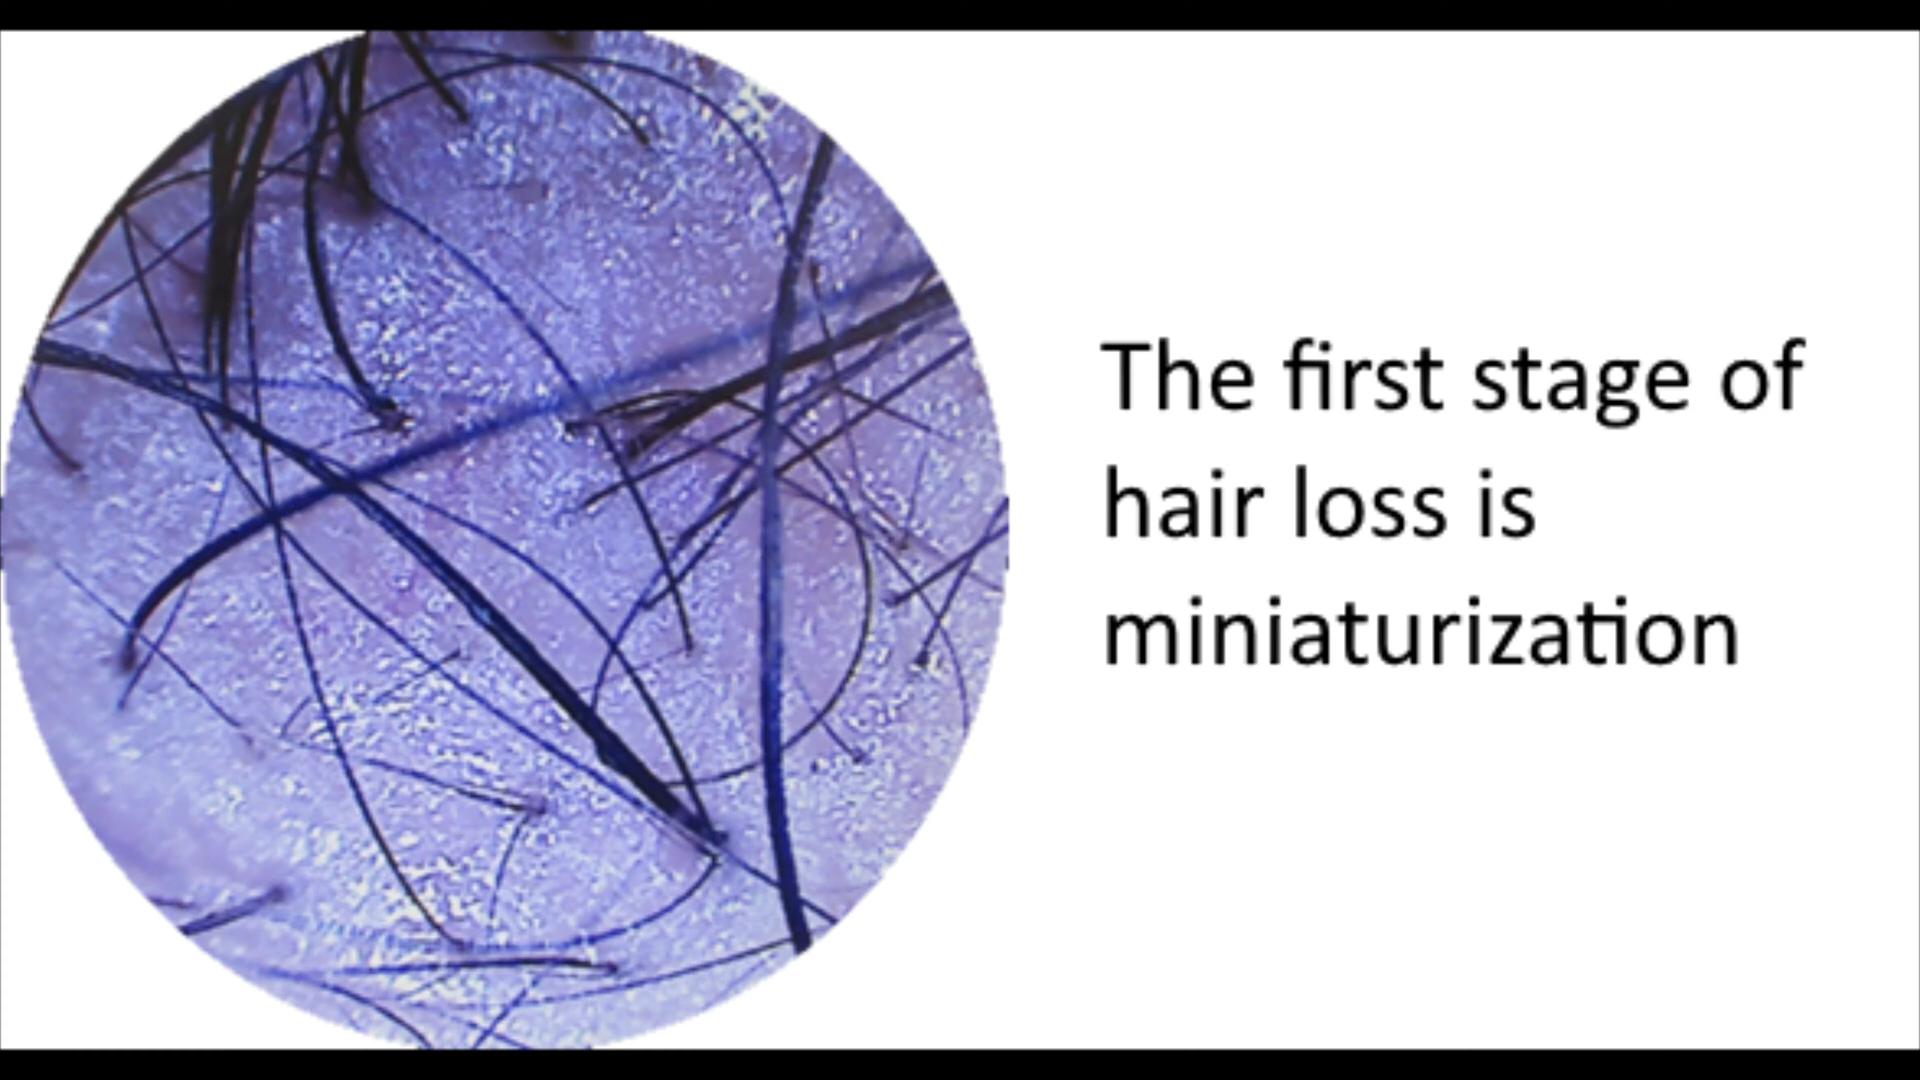 The first stage of
hair loss is
miniaturization